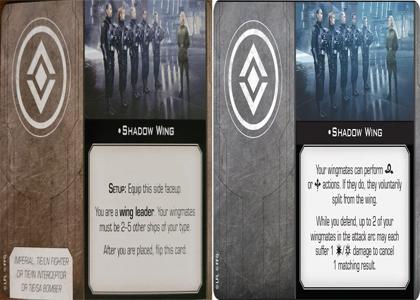 •SHADOW WING
SETUP: Equip this side faceup.
You are a wing leader. Your wingmates
must be 2-5 other ships of your type.
After you are placed, flip this card.
IMPERIAL, TIE/LN FIGHTER
OR TIE/IN INTERCEPTOR
OR TIE/SA BOMBER
•SHADOW WING
Your wingmates can perform
or actions. If they do, they voluntarily
split from the wing.
While you defend, up to 2 of your
wingmates in the attack arc may each
suffer 1 / damage to cancel
1 matching result.